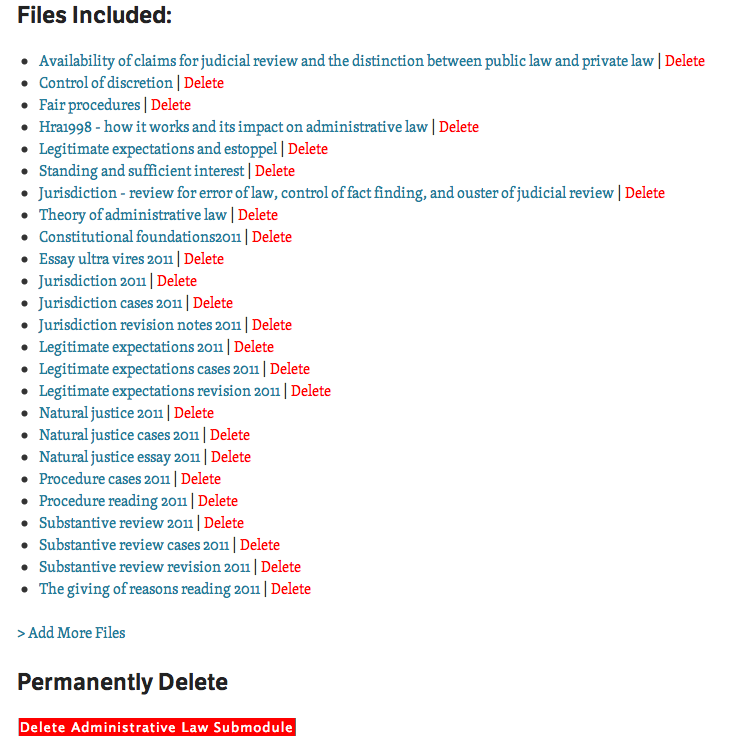 Files Included:
Availability of claims for judicial review and the distinction between public law and private law | Delete
Control of discretion | Delete
Fair procedures | Delete
Hra1998 - how it works and its impact on administrative law | Delete
Legitimate expectations and estoppel | Delete
Standing and sufficient interest | Delete
Jurisdiction - review for error of law, control of fact finding, and ouster of judicial review | Delete
Theory of administrative law | Delete
Constitutional foundations2011 | Delete
Essay ultra vires 2011 | Delete
Jurisdiction 2011 | Delete
Jurisdiction cases 2011 | Delete
Jurisdiction revision notes 2011 | Delete
Legitimate expectations 2011 | Delete
Legitimate expectations cases 2011 | Delete
Legitimate expectations revision 2011 | Delete
Natural justice 2011 | Delete
Natural justice cases 2011 | Delete
Natural justice essay 2011 | Delete
Procedure cases 2011 | Delete
Procedure reading 2011 | Delete
Substantive review 2011 | Delete
Substantive review cases 2011 | Delete
Substantive review revision 2011 | Delete
The giving of reasons reading 2011 | Delete
> Add More Files
Permanently Delete
Delete Administrative Law Submodule